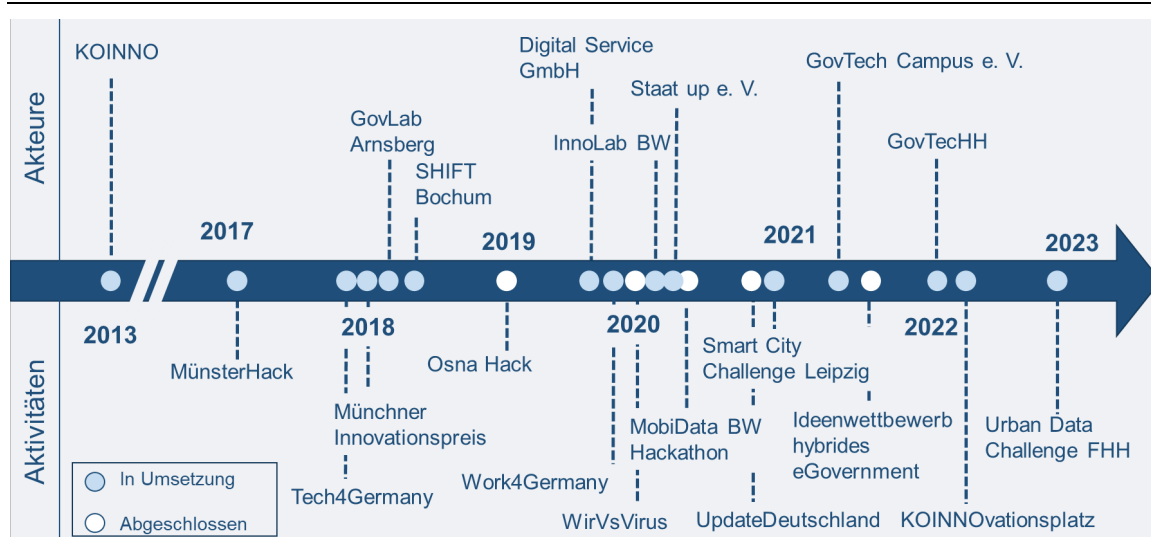 Akteure
KOINNO
GovLab
Arnsberg
SHIFT
Bochum
Digital Service
GmbH
Staat up e. V.
InnoLab BW
GovTech Campus e. V.
GovTecHH
2013
2017
2018
2019
2020
2021
2022
2023
Aktivitäten
MünsterHack
Münchner
Innovationspreis
Tech4Germany
Osna Hack
Work4Germany
WirVsVirus
MobiData BW
Hackathon
Smart City
Challenge Leipzig
UpdateDeutschland
Ideenwettbewerb
hybrides
eGovernment
KOINNOvationsplatz
Urban Data
Challenge FHH
In Umsetzung
Abgeschlossen